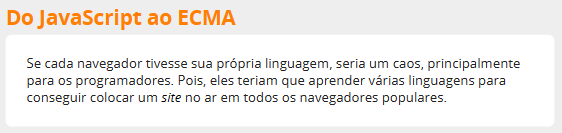 Do JavaScript ao ECMA
Se cada navegador tivesse sua própria linguagem, seria um caos, principalmente
para os programadores. Pois, eles teriam que aprender várias linguagens para
conseguir colocar um site no ar em todos os navegadores populares.